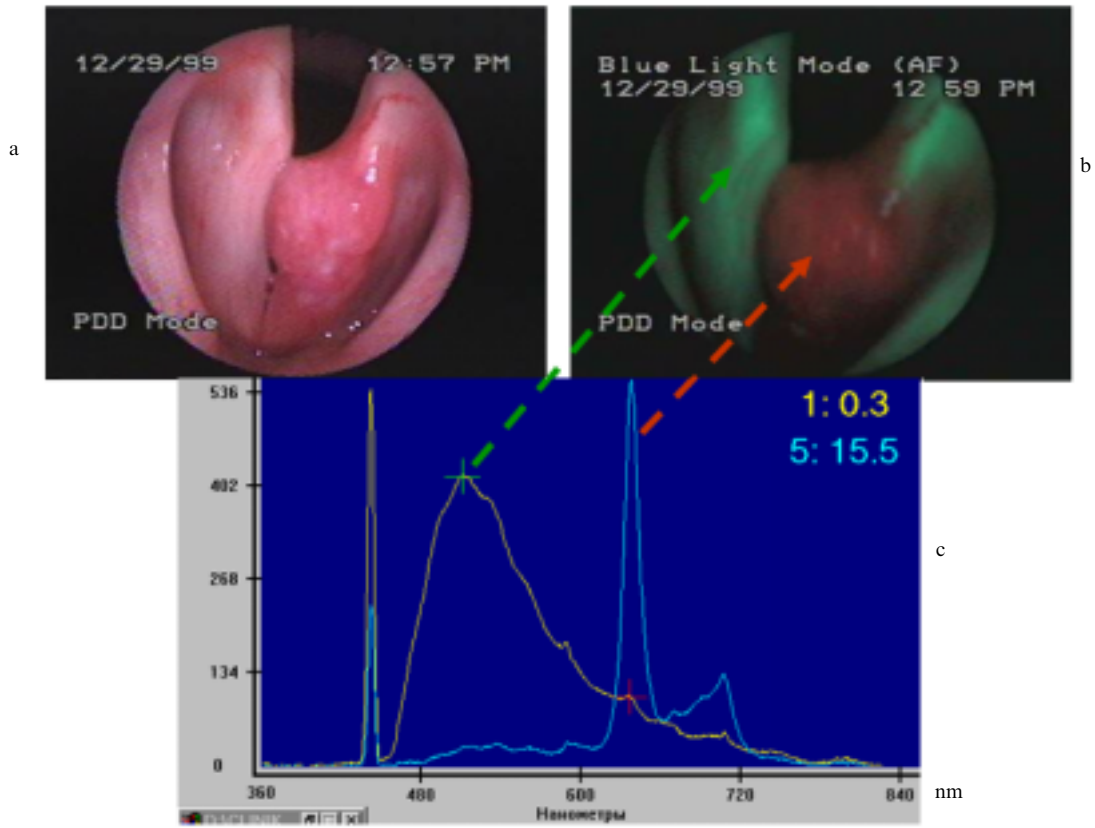 12/29/99 12:57 PM
PDD Mode
a
Blue Light Mode (AF)
12/29/99 12 59 PM
PDD Mode
b
1: 0.3
5: 15.5
536
402
268
134
0
360 480 600 720 840
nm
Нанометры
c